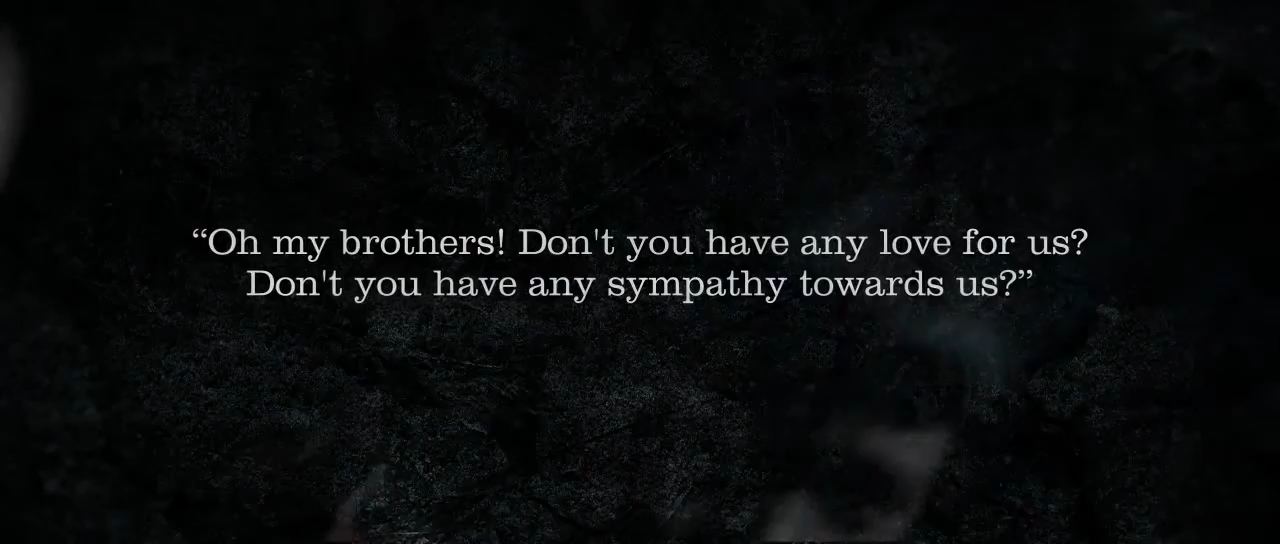 “Oh my brothers! Don't you have any love for us?
Don't you have any sympathy towards us?”